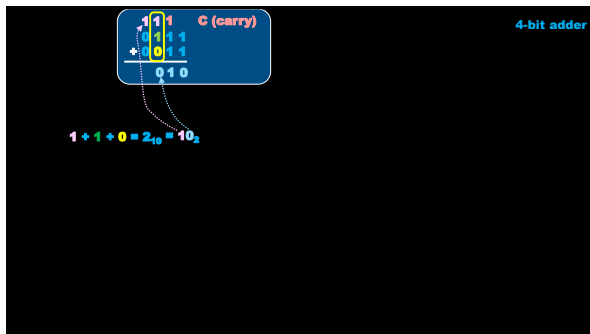 1 1 1 C (carry)
4-bit adder
0 1 1 1
+ 0 0 1 1
0 1 0
1 + 1 + 0 = 2₁₀ = 10₂